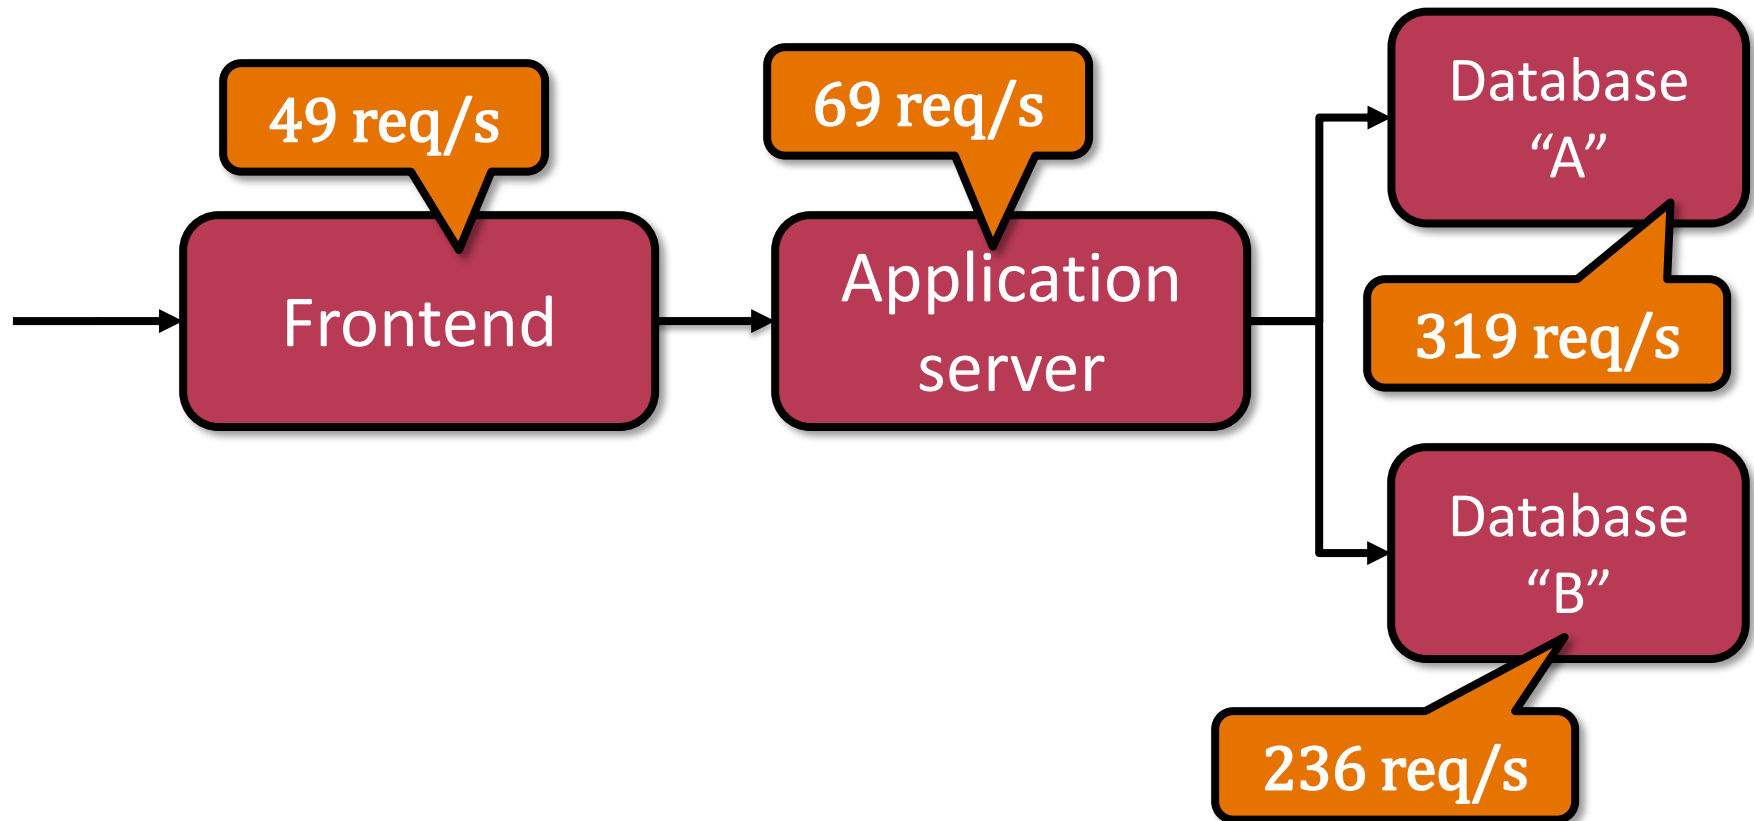 49 req/s
69 req/s
Database
“A”
Frontend
Application
server
319 req/s
Database
“B”
236 req/s